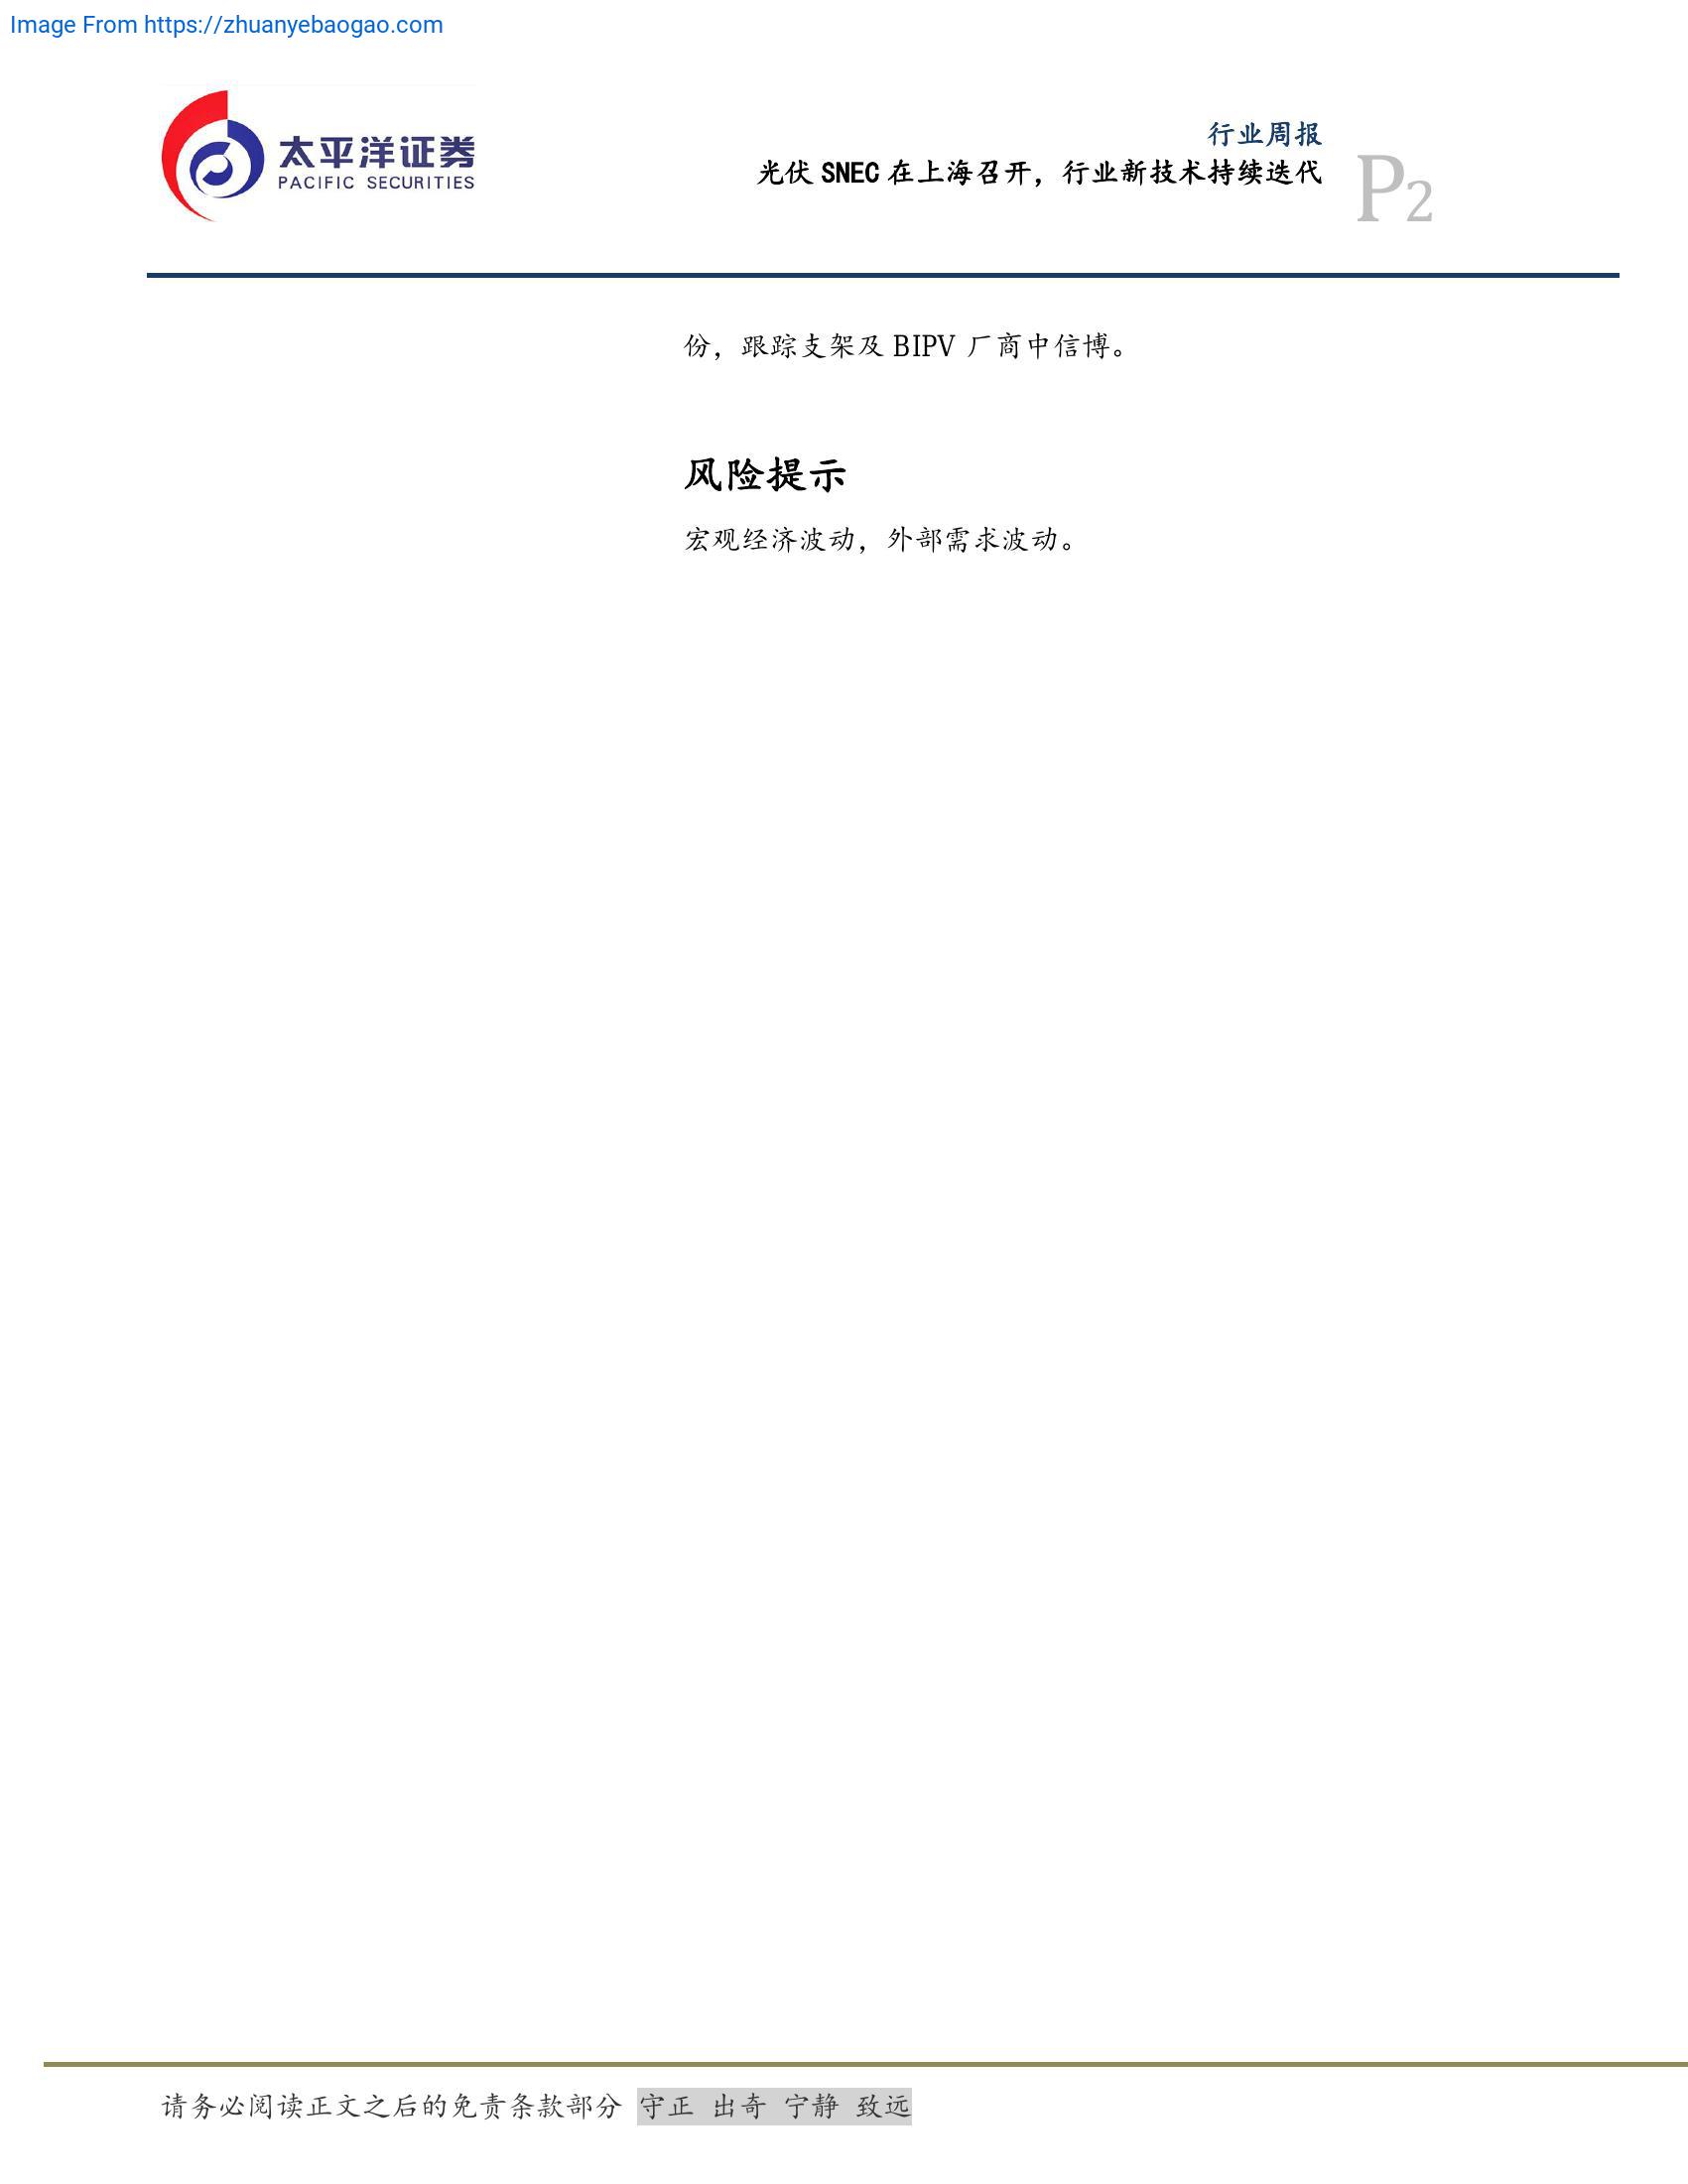 Image From https://zhuanyebaogao.com
太平洋证券
PACIFIC SECURITIES
行业周报
光伏 SNEC 在上海召开，行业新技术持续迭代
P2
份，跟踪支架及 BIPV 厂商中信博。
风险提示
宏观经济波动，外部需求波动。
请务必阅读正文之后的免责条款部分 守正 出奇 宁静 致远